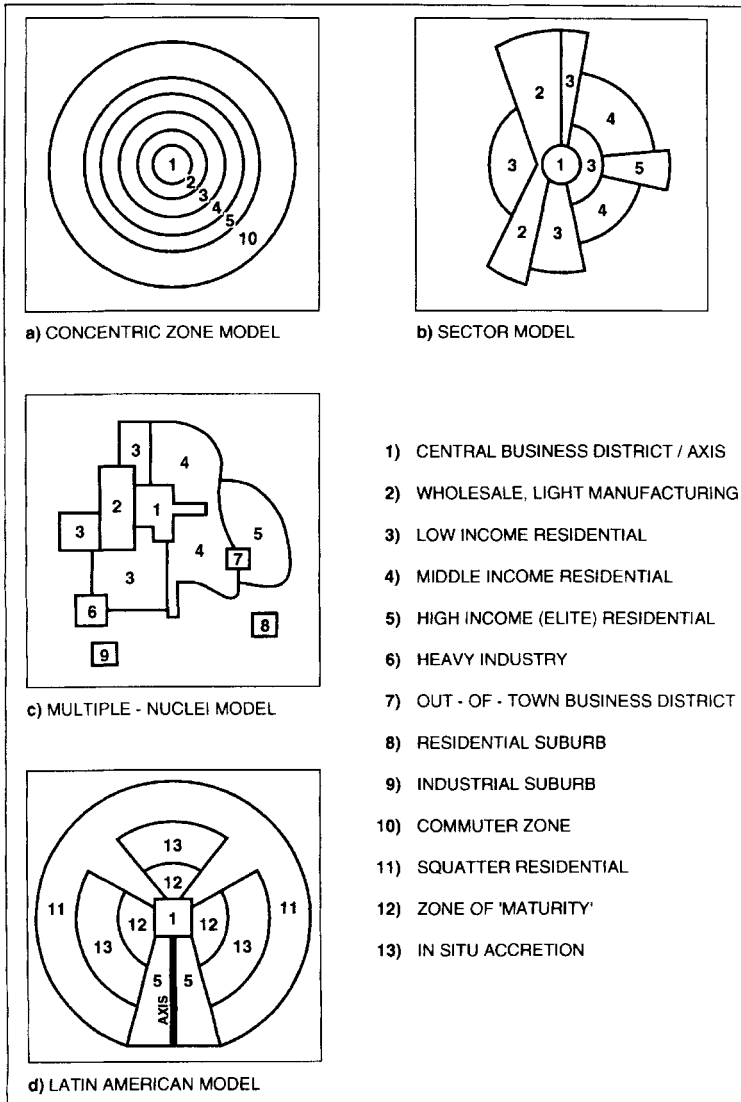 1
2
3
4
5
10
a) CONCENTRIC ZONE MODEL
2
3
4
3
1
3
5
4
2
3
b) SECTOR MODEL
3
4
2
1
3
5
4
7
3
6
8
9
c) MULTIPLE - NUCLEI MODEL
13
12
1
11
11
12
12
13
13
5
5
AXIS
d) LATIN AMERICAN MODEL
1) CENTRAL BUSINESS DISTRICT / AXIS
2) WHOLESALE, LIGHT MANUFACTURING
3) LOW INCOME RESIDENTIAL
4) MIDDLE INCOME RESIDENTIAL
5) HIGH INCOME (ELITE) RESIDENTIAL
6) HEAVY INDUSTRY
7) OUT - OF - TOWN BUSINESS DISTRICT
8) RESIDENTIAL SUBURB
9) INDUSTRIAL SUBURB
10) COMMUTER ZONE
11) SQUATTER RESIDENTIAL
12) ZONE OF 'MATURITY'
13) IN SITU ACCRETION